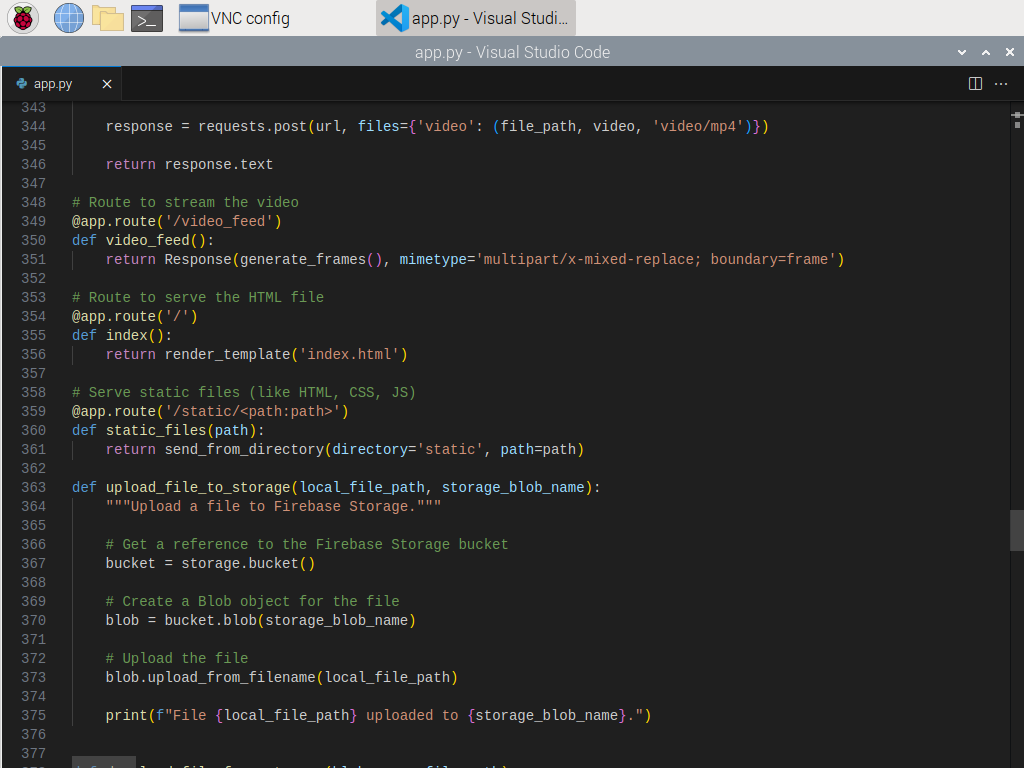 VNC config
app.py - Visual Studi...
app.py - Visual Studio Code
app.py
343
344 response = requests.post(url, files={'video': (file_path, video, 'video/mp4')})
345
346 return response.text
347
348 # Route to stream the video
349 @app.route('/video_feed')
350 def video_feed():
351 return Response(generate_frames(), mimetype='multipart/x-mixed-replace; boundary=frame')
352
353 # Route to serve the HTML file
354 @app.route('/')
355 def index():
356 return render_template('index.html')
357
358 # Serve static files (like HTML, CSS, JS)
359 @app.route('/static/<path:path>')
360 def static_files(path):
361 return send_from_directory(directory='static', path=path)
362
363 def upload_file_to_storage(local_file_path, storage_blob_name):
364 """Upload a file to Firebase Storage."""
365
366 # Get a reference to the Firebase Storage bucket
367 bucket = storage.bucket()
368
369 # Create a Blob object for the file
370 blob = bucket.blob(storage_blob_name)
371
372 # Upload the file
373 blob.upload_from_filename(local_file_path)
374
375 print(f"File {local_file_path} uploaded to {storage_blob_name}.")
376
377